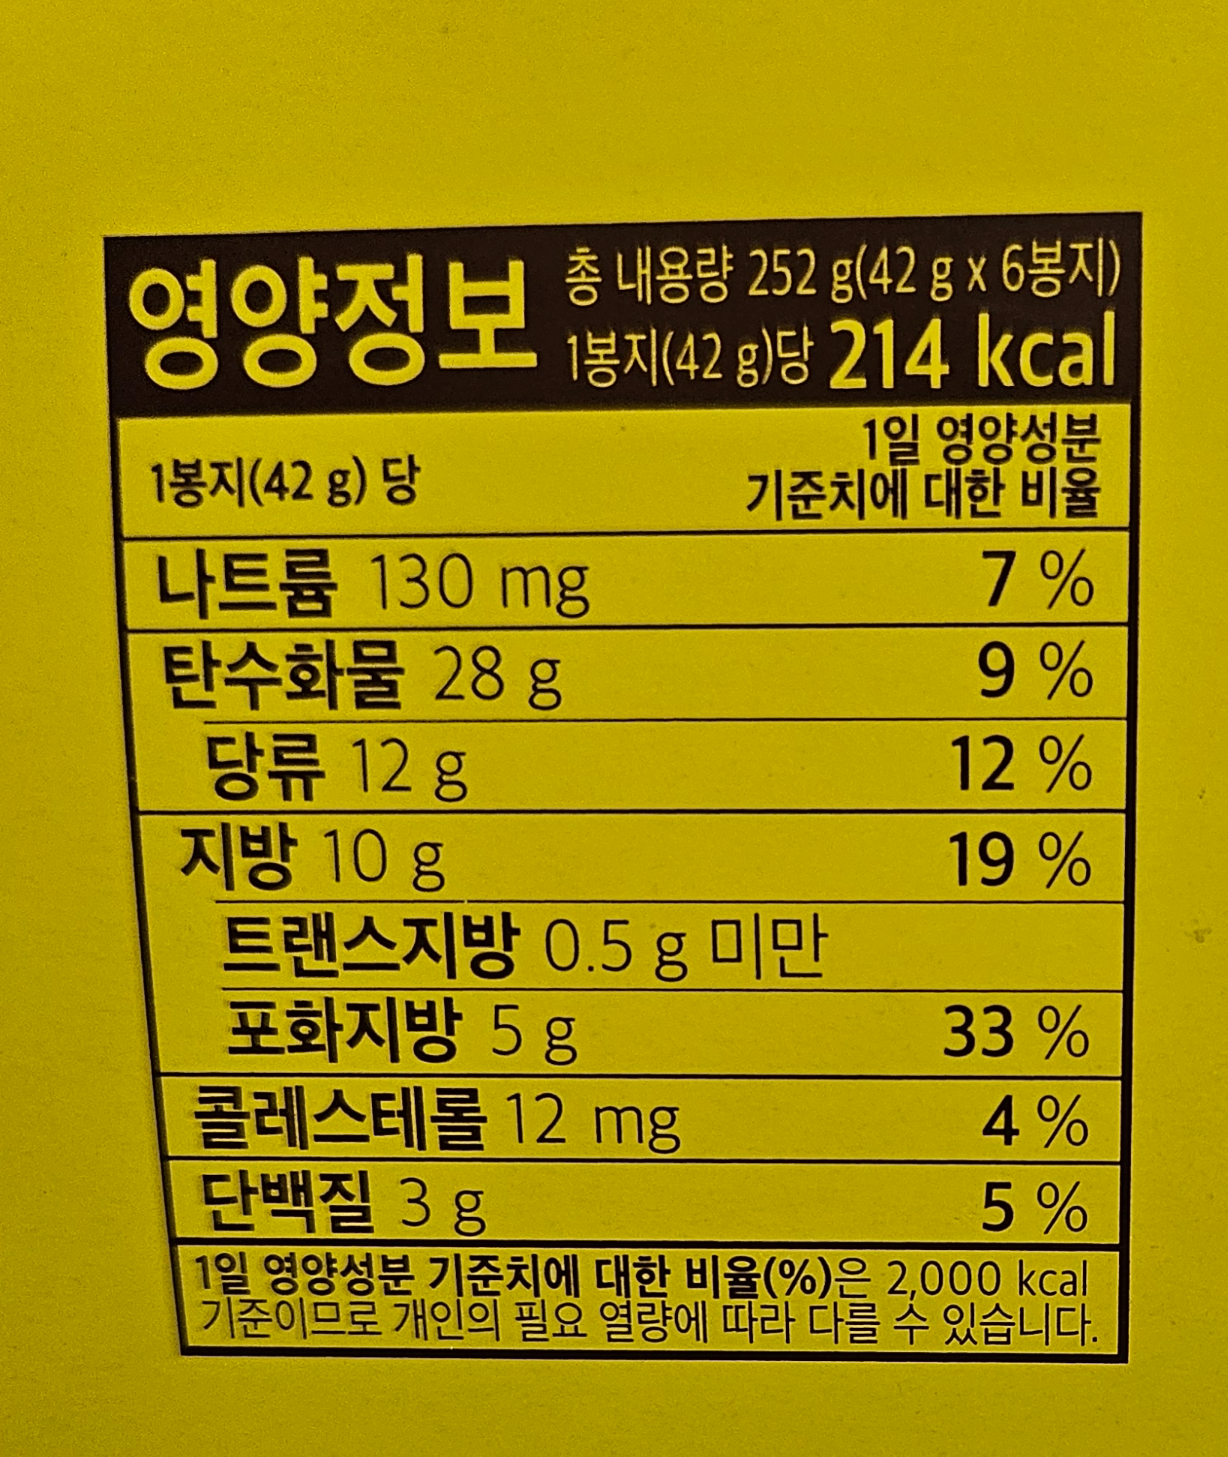 영양정보 총 내용량 252 g(42 g x 6봉지)
1봉지(42 g)당 214 kcal
1봉지(42 g) 당 1일 영양성분
기준치에 대한 비율
나트륨 130 mg 7 %
탄수화물 28 g 9 %
당류 12 g 12 %
지방 10 g 19 %
트랜스지방 0.5 g 미만
포화지방 5 g 33 %
콜레스테롤 12 mg 4 %
단백질 3 g 5 %
1일 영양성분 기준치에 대한 비율(%)은 2,000 kcal
기준이므로 개인의 필요 열량에 따라 다를 수 있습니다.